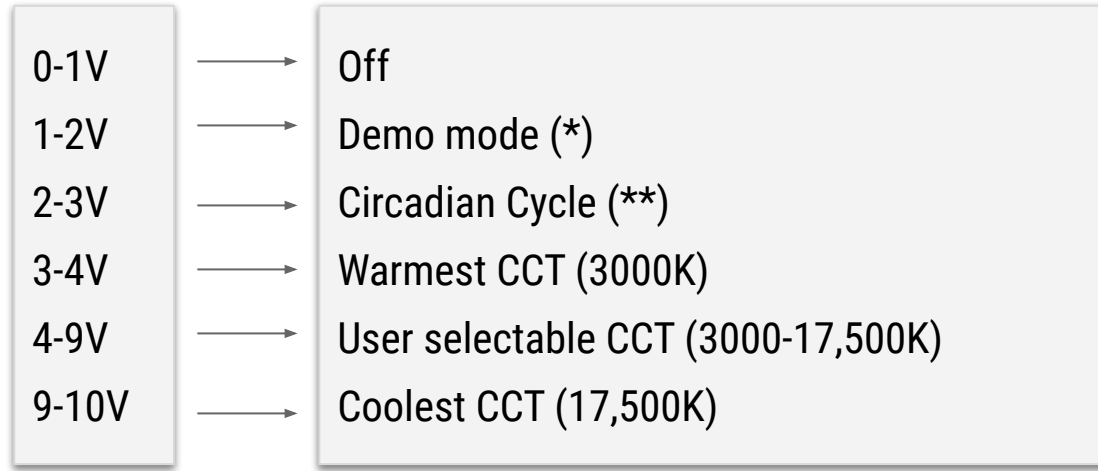 0-1V Off
1-2V Demo mode (*)
2-3V Circadian Cycle (**)
3-4V Warmest CCT (3000K)
4-9V User selectable CCT (3000-17,500K)
9-10V Coolest CCT (17,500K)